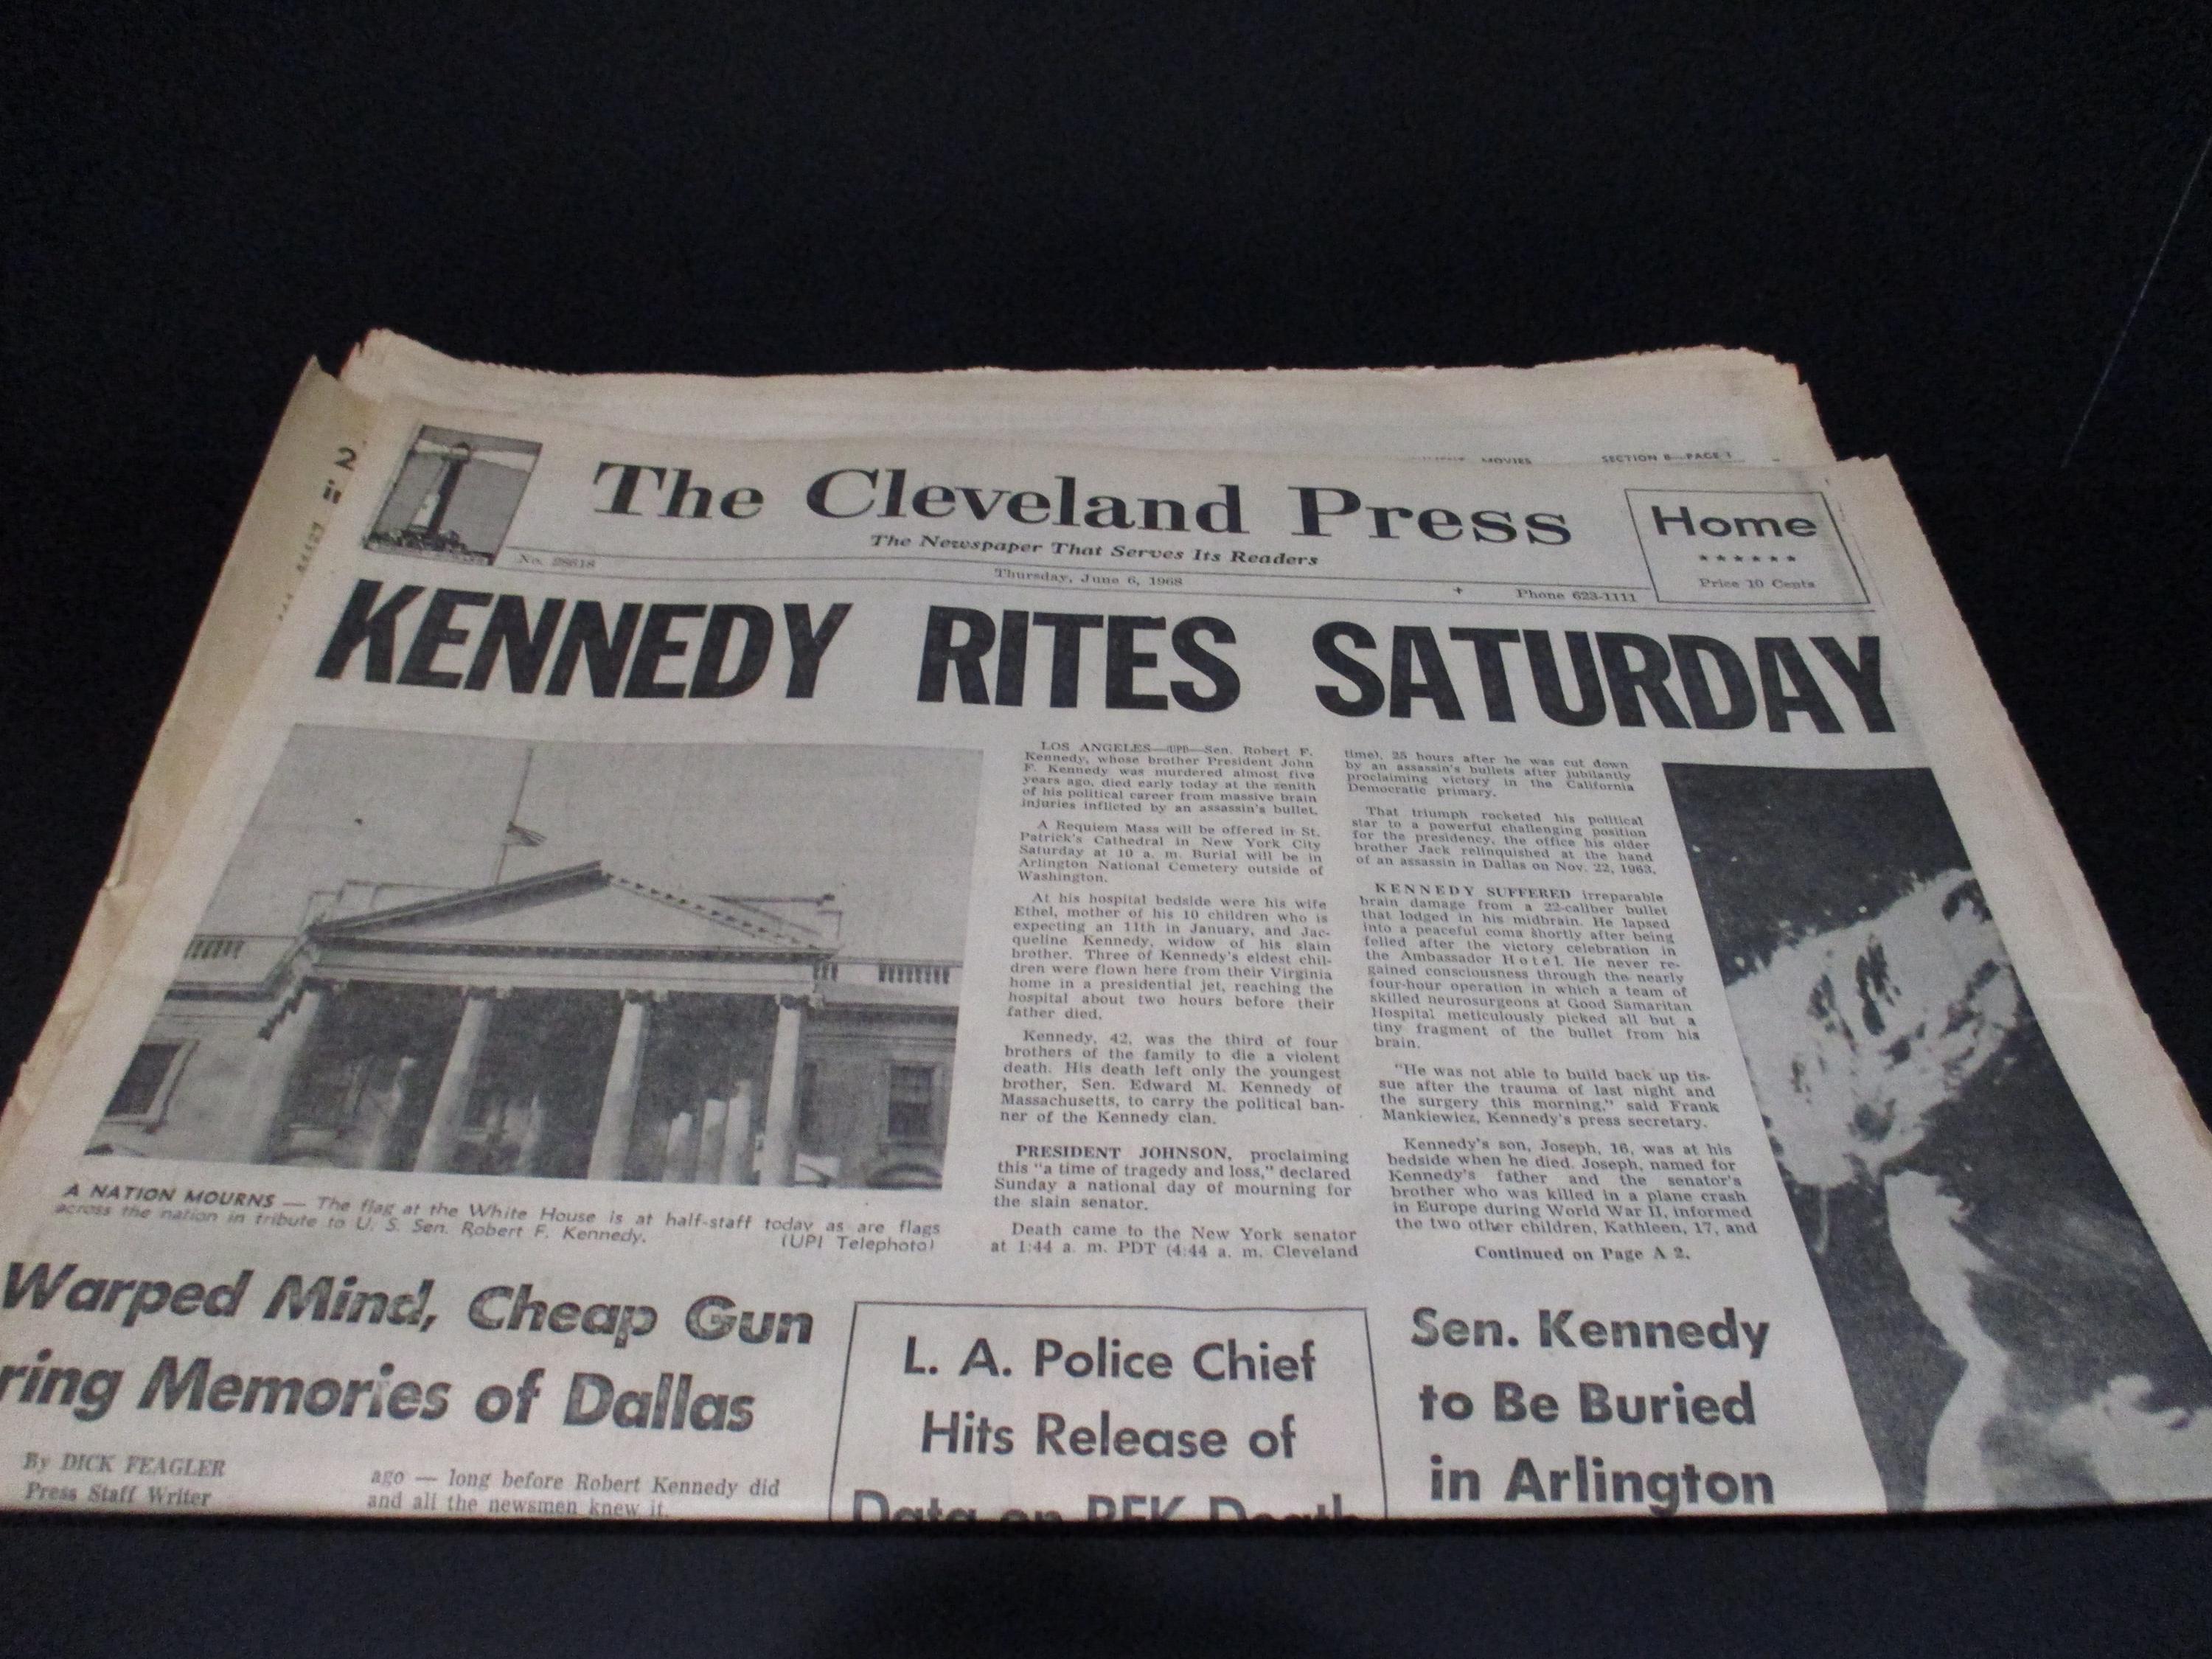 MOVIES
SECTION B—PAGE 1
The Cleveland Press
The Newspaper That Serves Its Readers
Home
★★★★★★
Price 10 Cents
No. 28618
Thursday, June 6, 1968
Phone 623-1111
KENNEDY RITES SATURDAY
A NATION MOURNS — The flag at the White House is at half-staff today as are flags
across the nation in tribute to U. S. Sen. Robert F. Kennedy.
(UPI Telephoto)
LOS ANGELES—UPI—Sen. Robert F.
Kennedy, whose brother President John
F. Kennedy was murdered almost five
years ago, died early today at the zenith
of his political career from massive brain
injuries inflicted by an assassin's bullet.
A Requiem Mass will be offered in St.
Patrick's Cathedral in New York City
Saturday at 10 a. m. Burial will be in
Arlington National Cemetery outside of
Washington.
At his hospital bedside were his wife
Ethel, mother of his 10 children who is
expecting an 11th in January, and Jac-
queline Kennedy, widow of his slain
brother. Three of Kennedy's eldest chil-
dren were flown here from their Virginia
home in a presidential jet, reaching the
hospital about two hours before their
father died.
Kennedy, 42, was the third of four
brothers of the family to die a violent
death. His death left only the youngest
brother, Sen. Edward M. Kennedy of
Massachusetts, to carry the political ban-
ner of the Kennedy clan.
PRESIDENT JOHNSON, proclaiming
this "a time of tragedy and loss," declared
Sunday a national day of mourning for
the slain senator.
Death came to the New York senator
at 1:44 a. m. PDT (4:44 a. m. Cleveland
time), 25 hours after he was cut down
by an assassin's bullets after jubilantly
proclaiming victory in the California
Democratic primary.
That triumph rocketed his political
star to a powerful challenging position
for the presidency, the office his older
brother Jack relinquished at the hand
of an assassin in Dallas on Nov. 22, 1963.
KENNEDY SUFFERED irreparable
brain damage from a 22-caliber bullet
that lodged in his midbrain. He lapsed
into a peaceful coma shortly after being
felled after the victory celebration in
the Ambassador Hotel. He never re-
gained consciousness through the nearly
four-hour operation in which a team of
skilled neurosurgeons at Good Samaritan
Hospital meticulously picked all but a
tiny fragment of the bullet from his
brain.
"He was not able to build back up tis-
sue after the trauma of last night and
the surgery this morning," said Frank
Mankiewicz, Kennedy's press secretary.
Kennedy's son, Joseph, 16, was at his
bedside when he died. Joseph, named for
Kennedy's father and the senator's
brother who was killed in a plane crash
in Europe during World War II, informed
the two other children, Kathleen, 17, and
Continued on Page A 2.
Warped Mind, Cheap Gun
ring Memories of Dallas
By DICK FEAGLER
Press Staff Writer
ago — long before Robert Kennedy did
and all the newsmen knew it.
L. A. Police Chief
Hits Release of
Data on RFK Death
Sen. Kennedy
to Be Buried
in Arlington